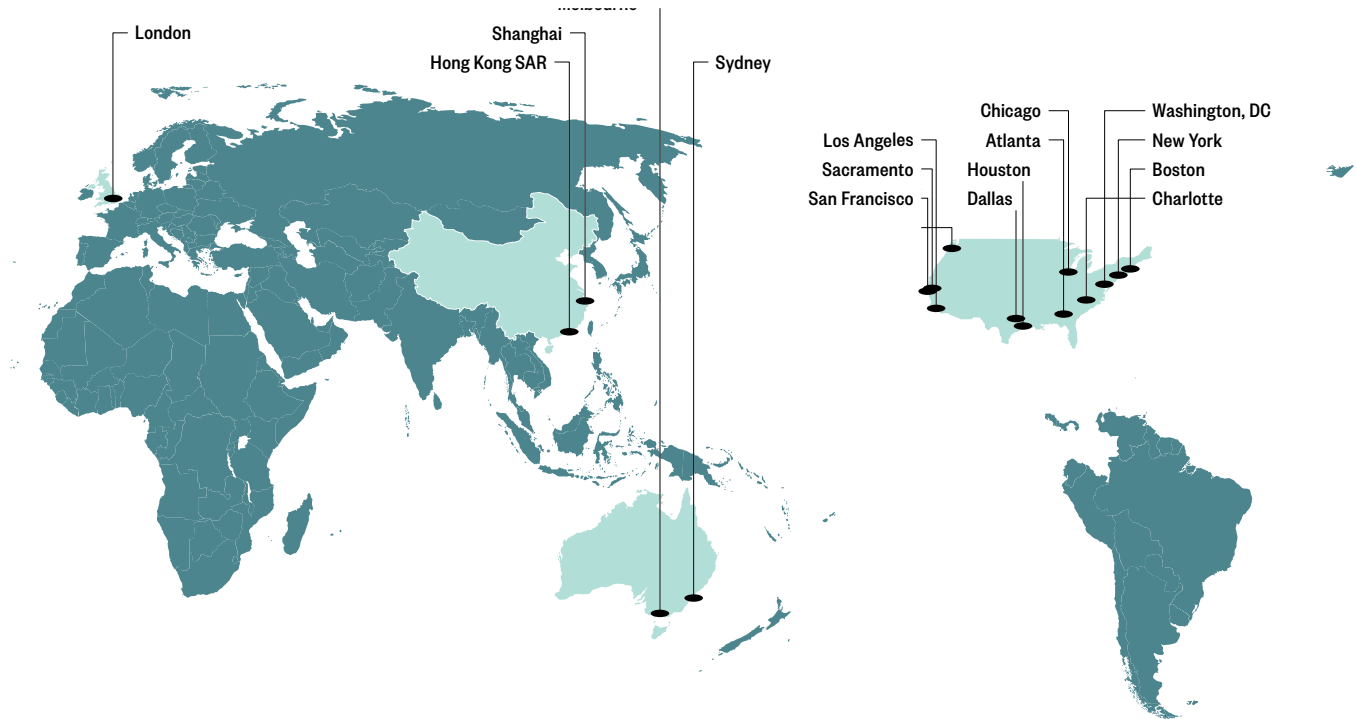 Melbourne
London
Shanghai
Hong Kong SAR
Sydney
Chicago
Washington, DC
Los Angeles
Atlanta
New York
Sacramento
Houston
Boston
San Francisco
Dallas
Charlotte